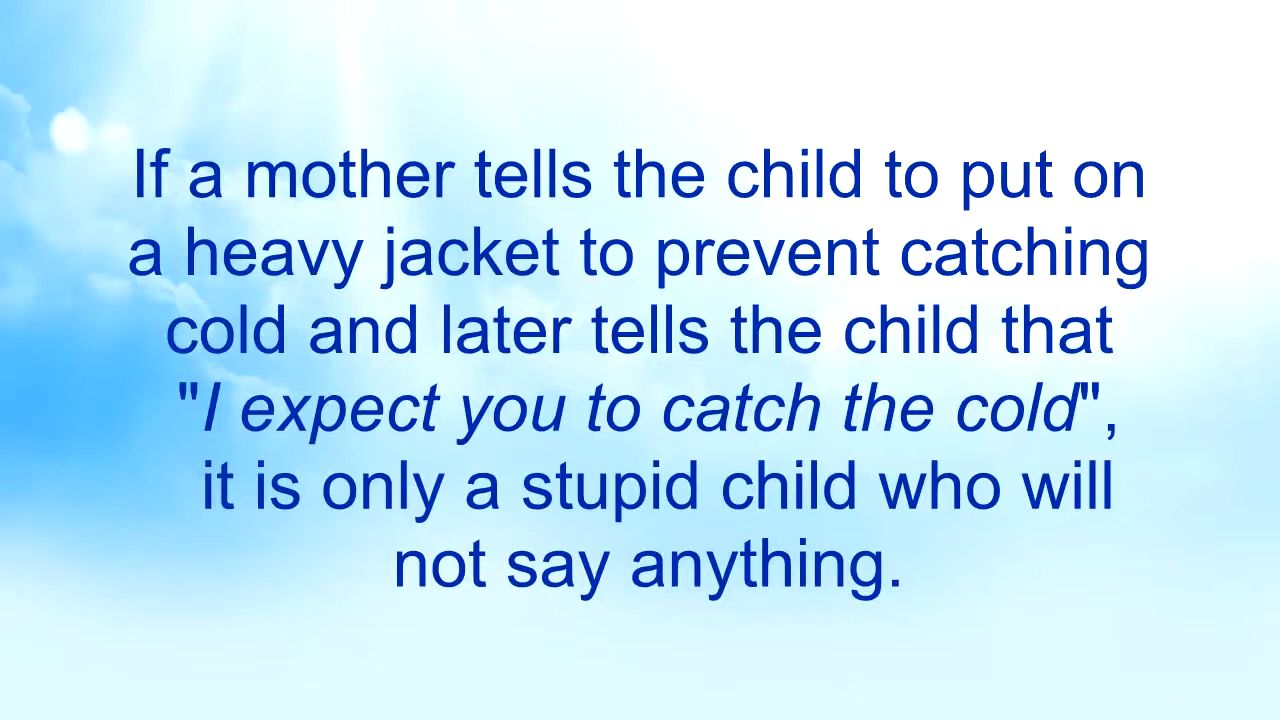 If a mother tells the child to put on
a heavy jacket to prevent catching
cold and later tells the child that
"I expect you to catch the cold",
it is only a stupid child who will
not say anything.